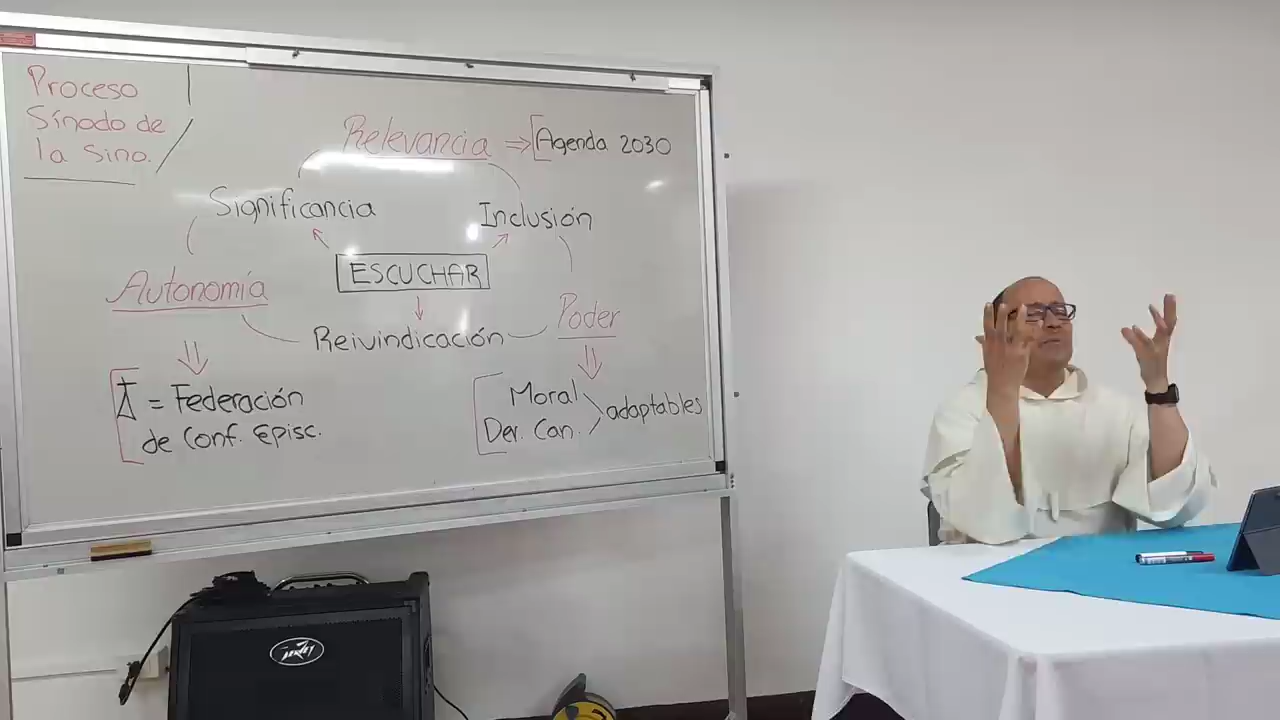 Proceso
Sínodo de
la Sino.
Relevancia ⇒ [Agenda 2030
Significancia
Inclusión
ESCUCHAR
Autonomía
Poder
Reivindicación
= Federación
de Conf. Episc.
Moral
adaptables
Der. Can.
PEAVEY